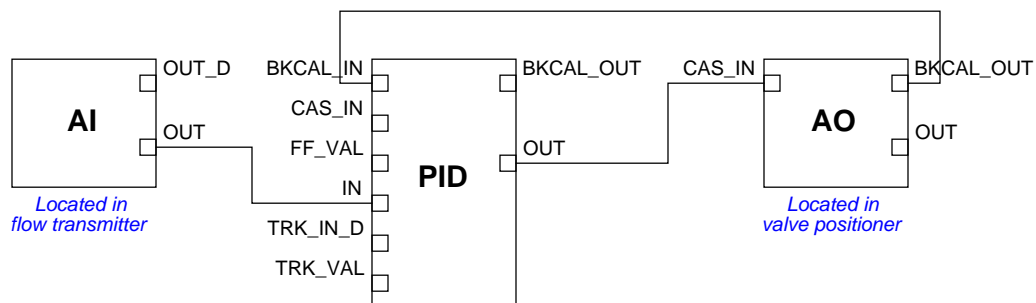 OUT_D
AI
OUT
Located in
flow transmitter
BKCAL_IN
CAS_IN
FF_VAL
IN
TRK_IN_D
TRK_VAL
BKCAL_OUT
PID
OUT
CAS_IN
AO
BKCAL_OUT
OUT
Located in
valve positioner